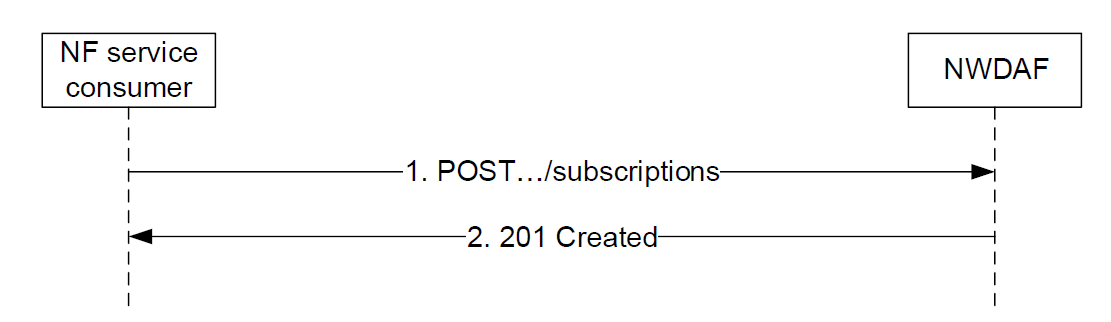 NF service
consumer
NWDAF
1. POST…/subscriptions
2. 201 Created